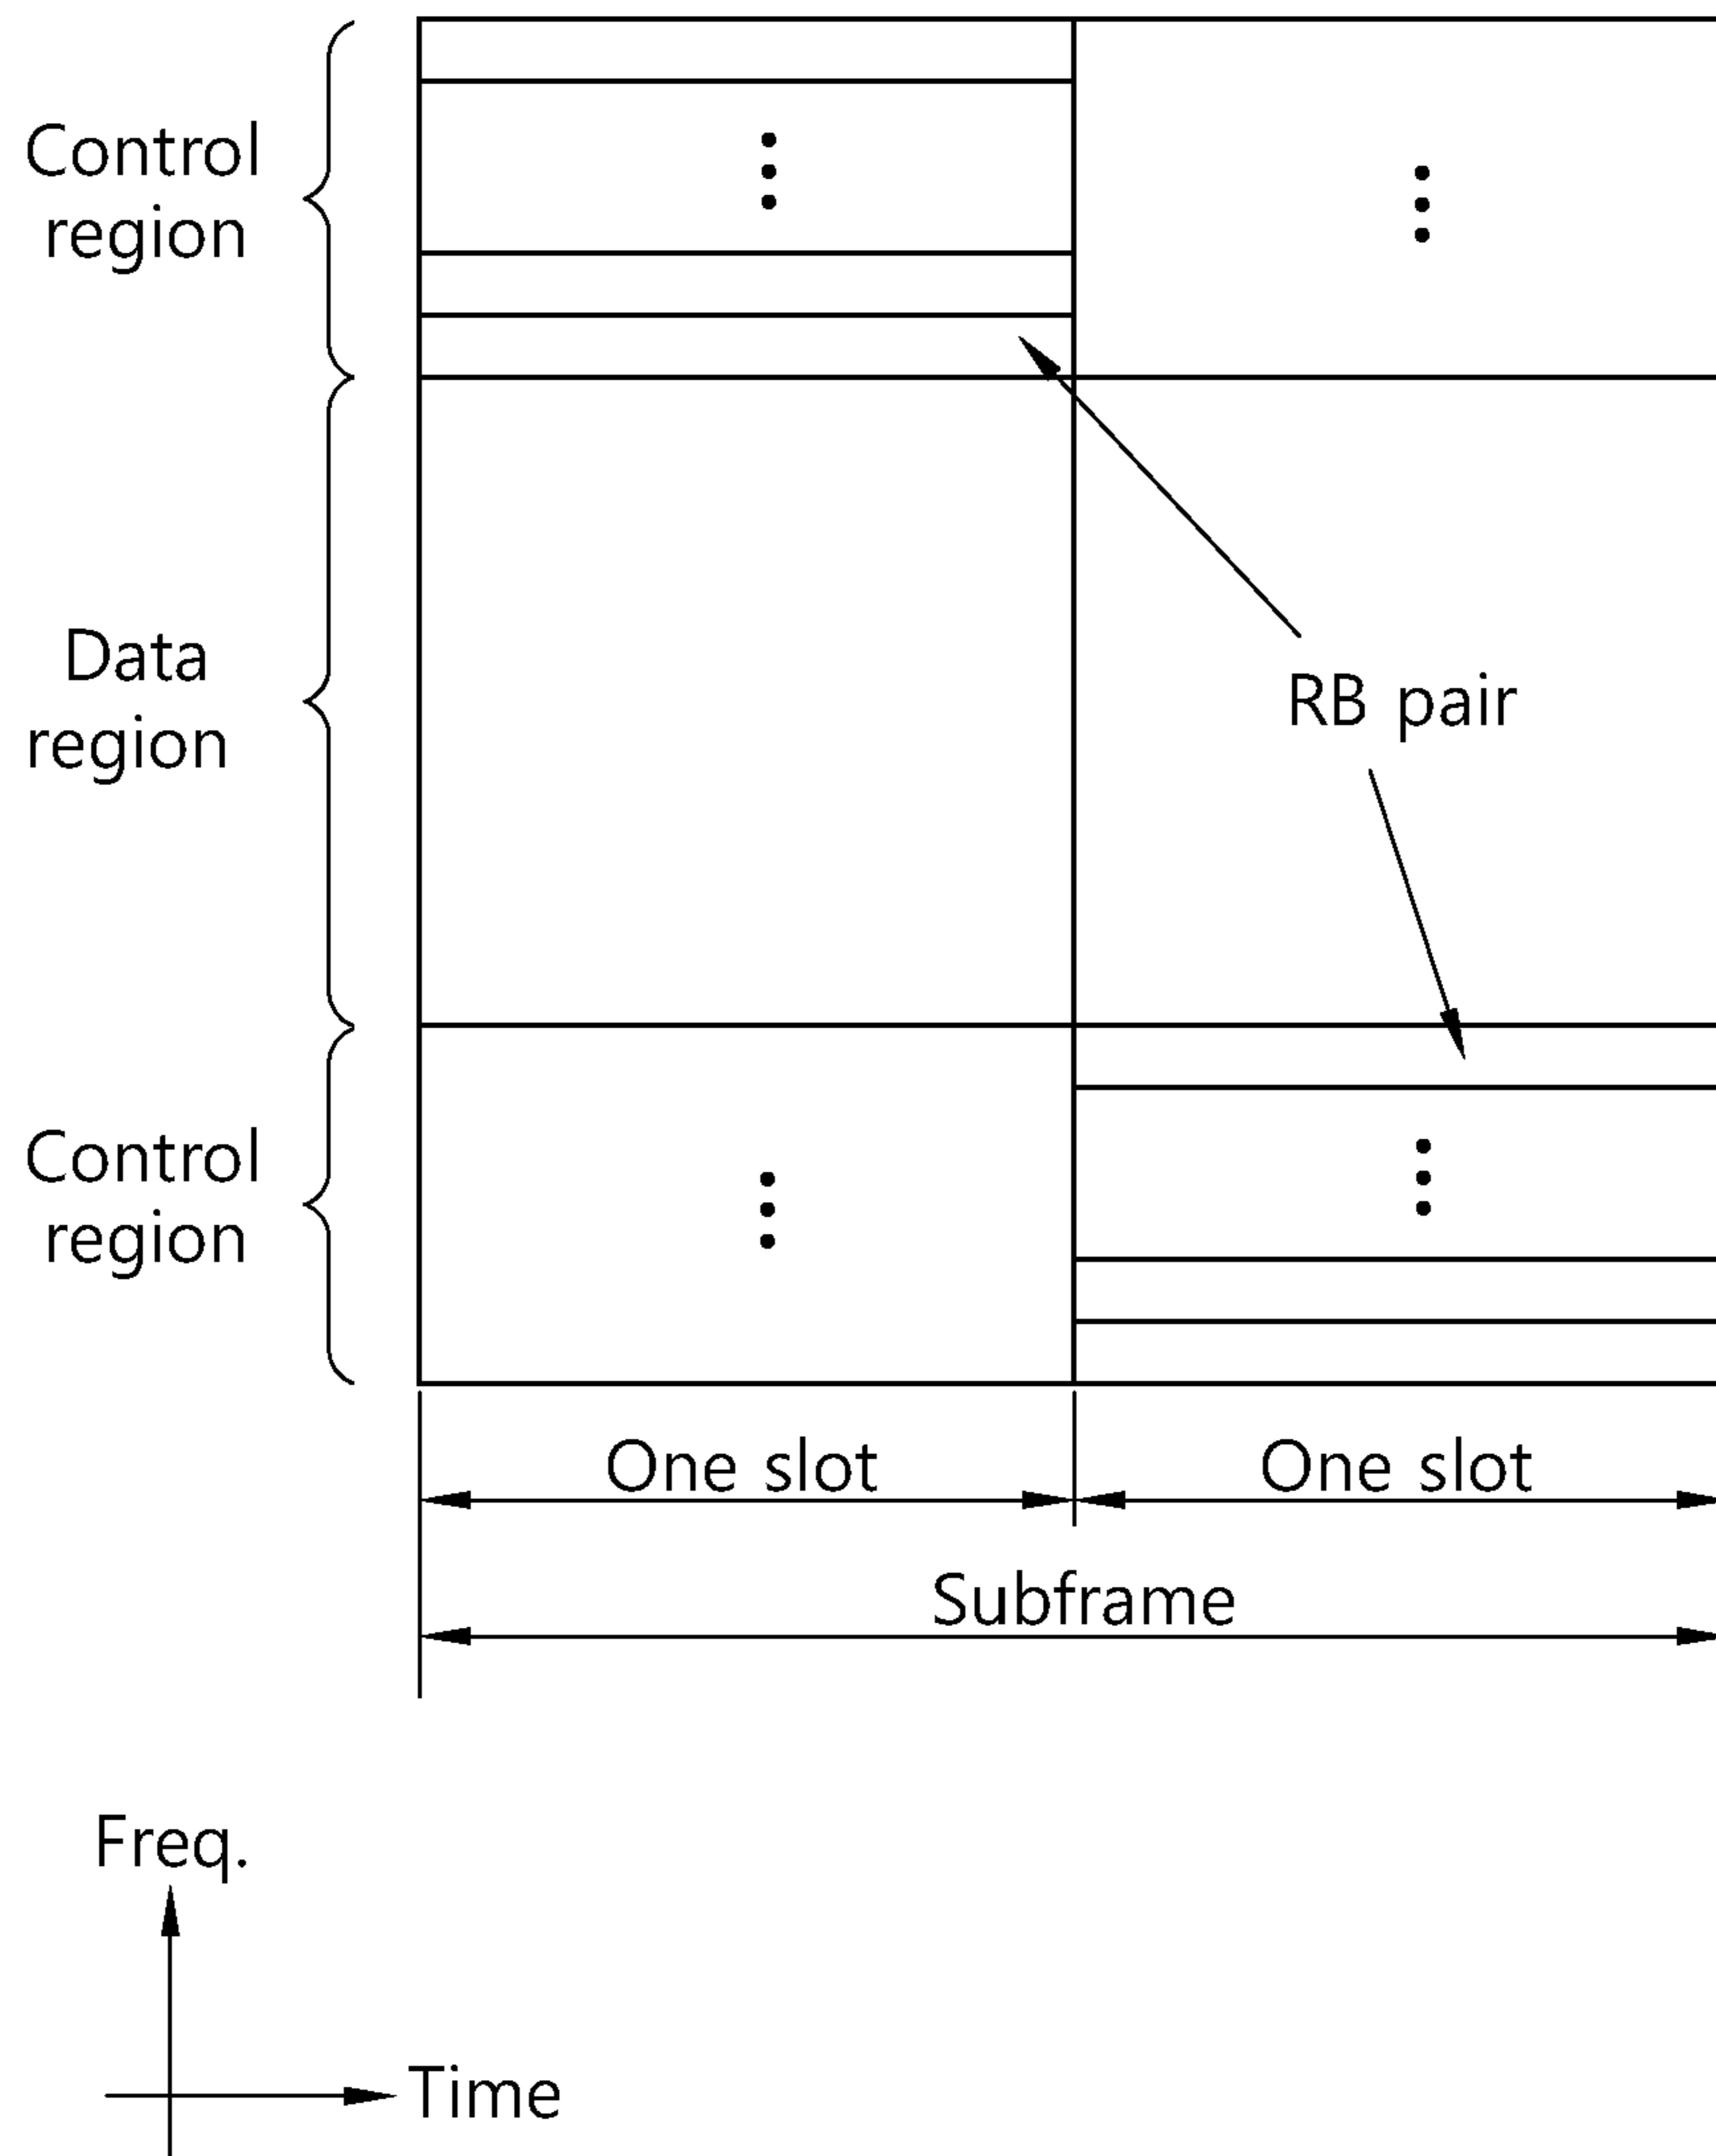 Control
region
Data
region
RB pair
Control
region
One slot
One slot
Subframe
Freq.
Time